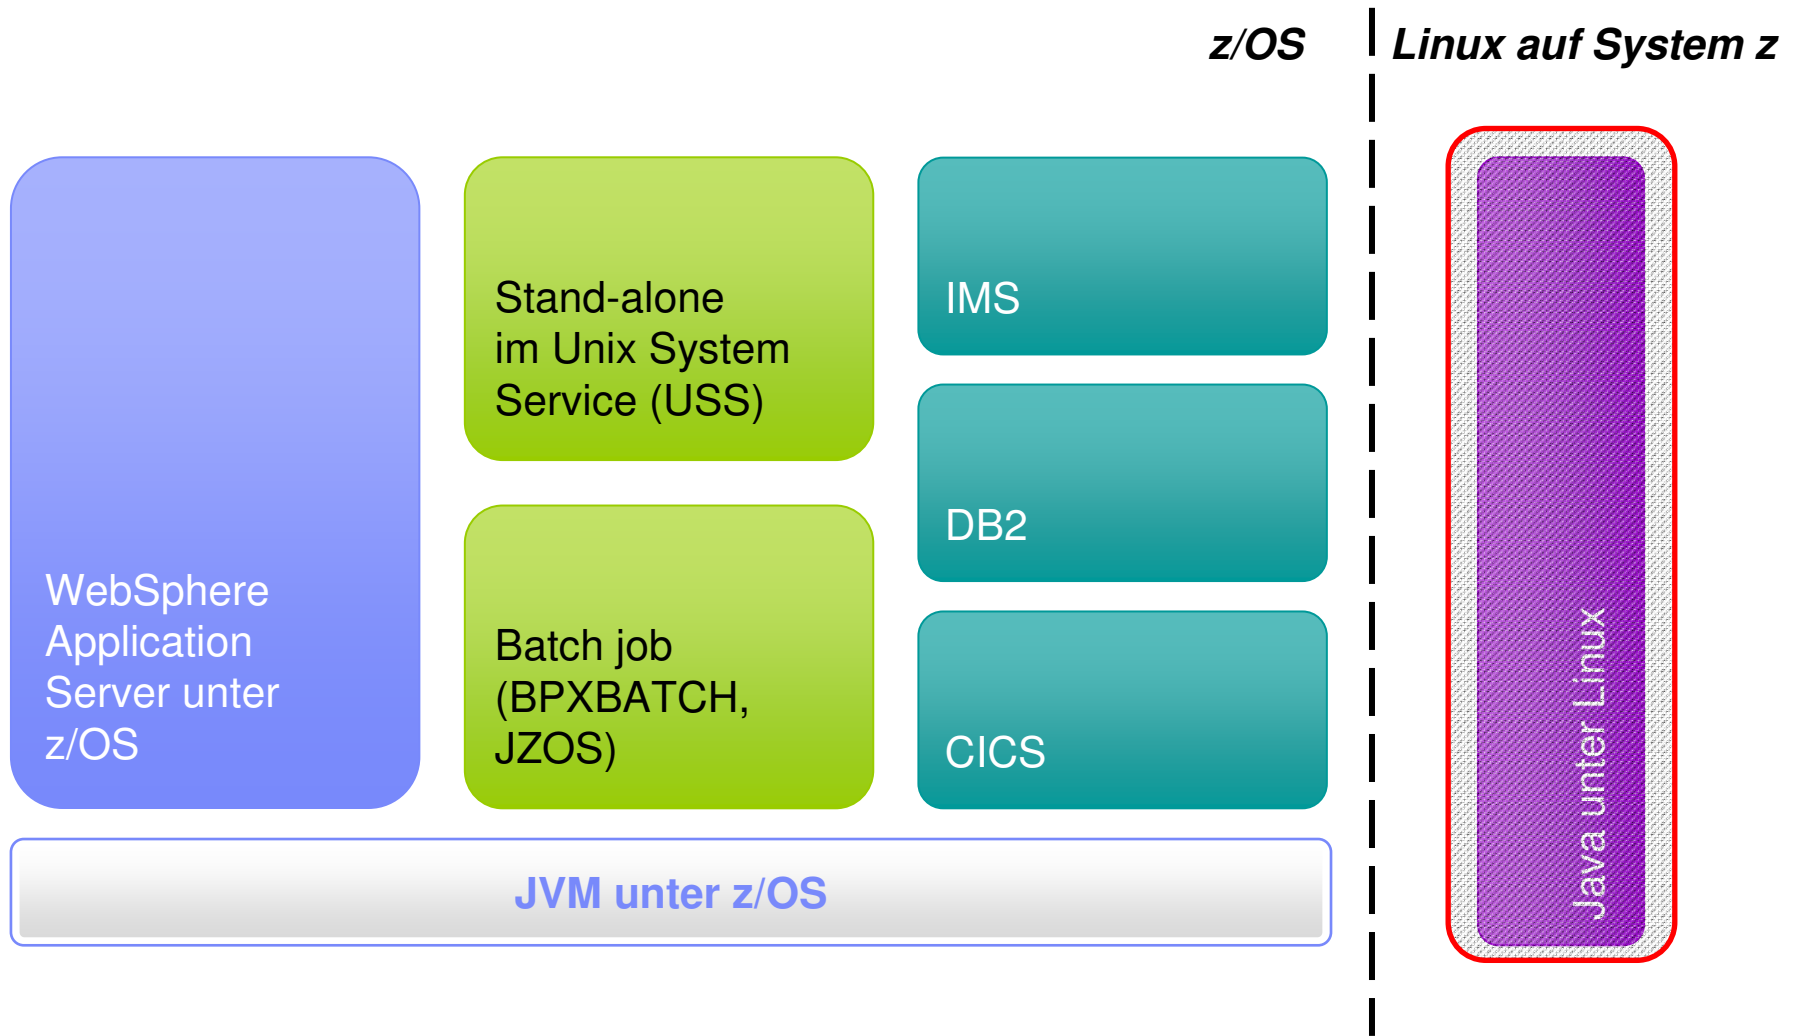 z/OS
Linux auf System z
WebSphere
Application
Server unter
z/OS
Stand-alone
im Unix System
Service (USS)
Batch job
(BPXBATCH,
JZOS)
IMS
DB2
CICS
JVM unter z/OS
Java unter Linux